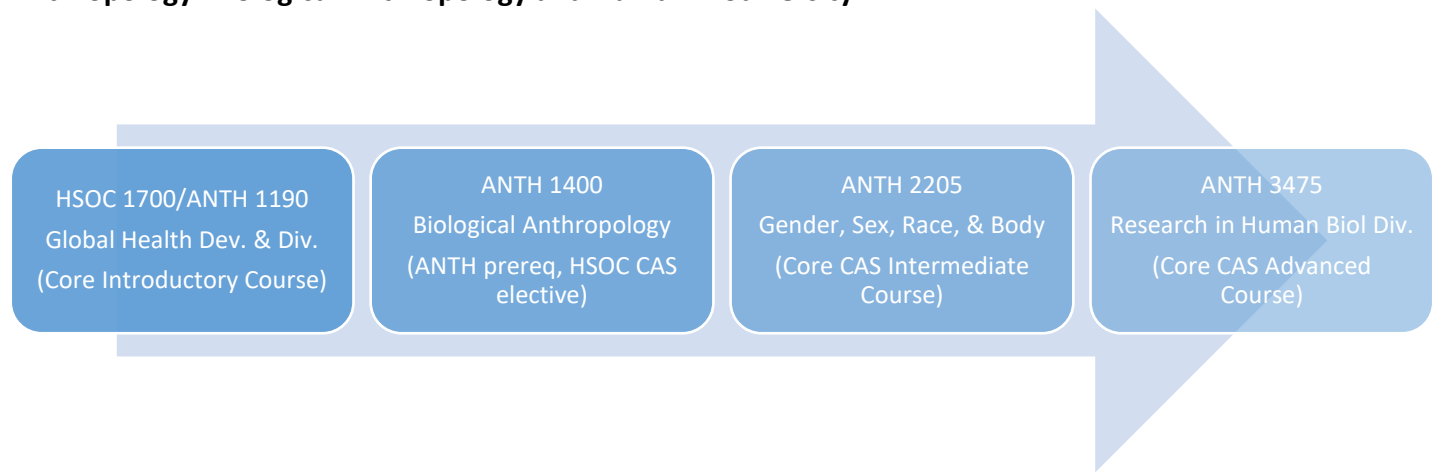 HSOC 1700/ANTH 1190
Global Health Dev. & Div.
(Core Introductory Course)
ANTH 1400
Biological Anthropology
(ANTH prereq, HSOC CAS
elective)
ANTH 2205
Gender, Sex, Race, & Body
(Core CAS Intermediate
Course)
ANTH 3475
Research in Human Biol Div.
(Core CAS Advanced
Course)